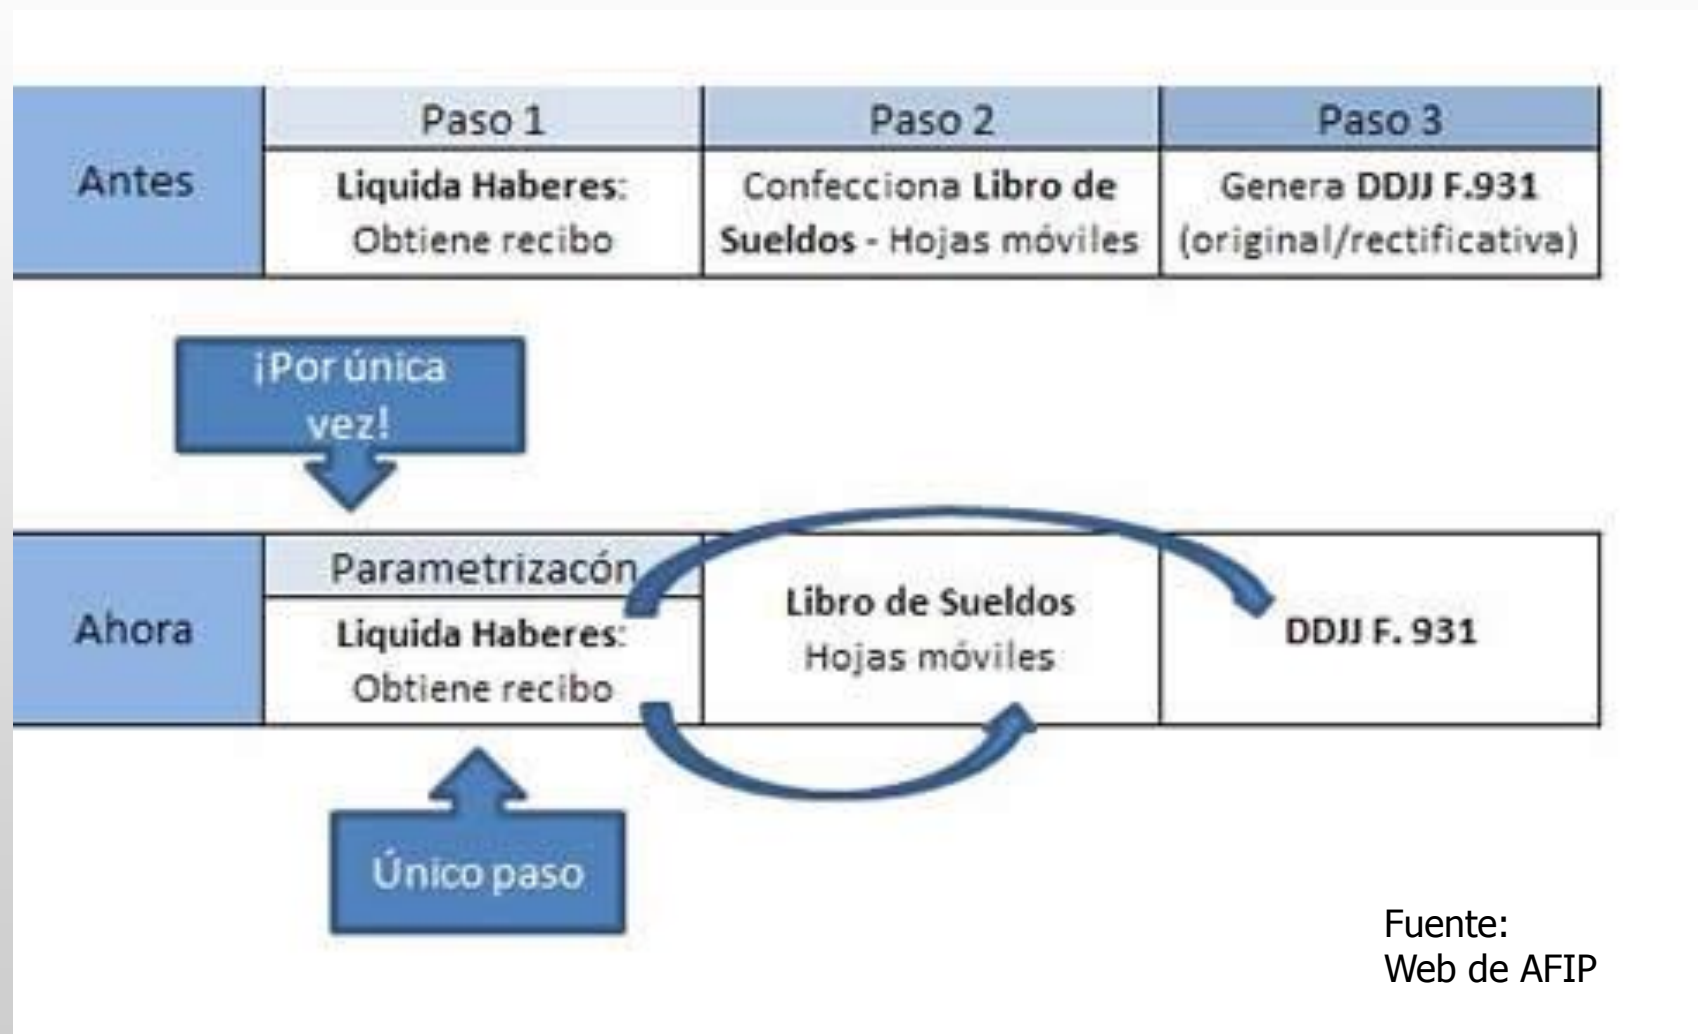 Antes
Paso 1
Paso 2
Paso 3
Liquida Haberes:
Obtiene recibo
Confecciona Libro de
Sueldos - Hojas móviles
Genera DDJJ F.931
(original/rectificativa)
¡Por única
vez!
Ahora
Parametrizacón
Liquida Haberes:
Obtiene recibo
Libro de Sueldos
Hojas móviles
DDJJ F. 931
Único paso
Fuente:
Web de AFIP